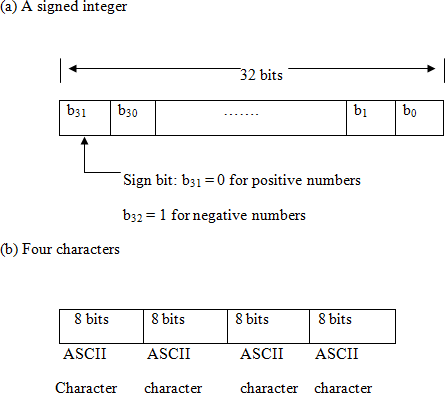 (a) A signed integer
32 bits
b31 b30 ……. b1 b0
Sign bit: b31 = 0 for positive numbers
b32 = 1 for negative numbers
(b) Four characters
8 bits 8 bits 8 bits 8 bits
ASCII ASCII ASCII ASCII
Character character character character